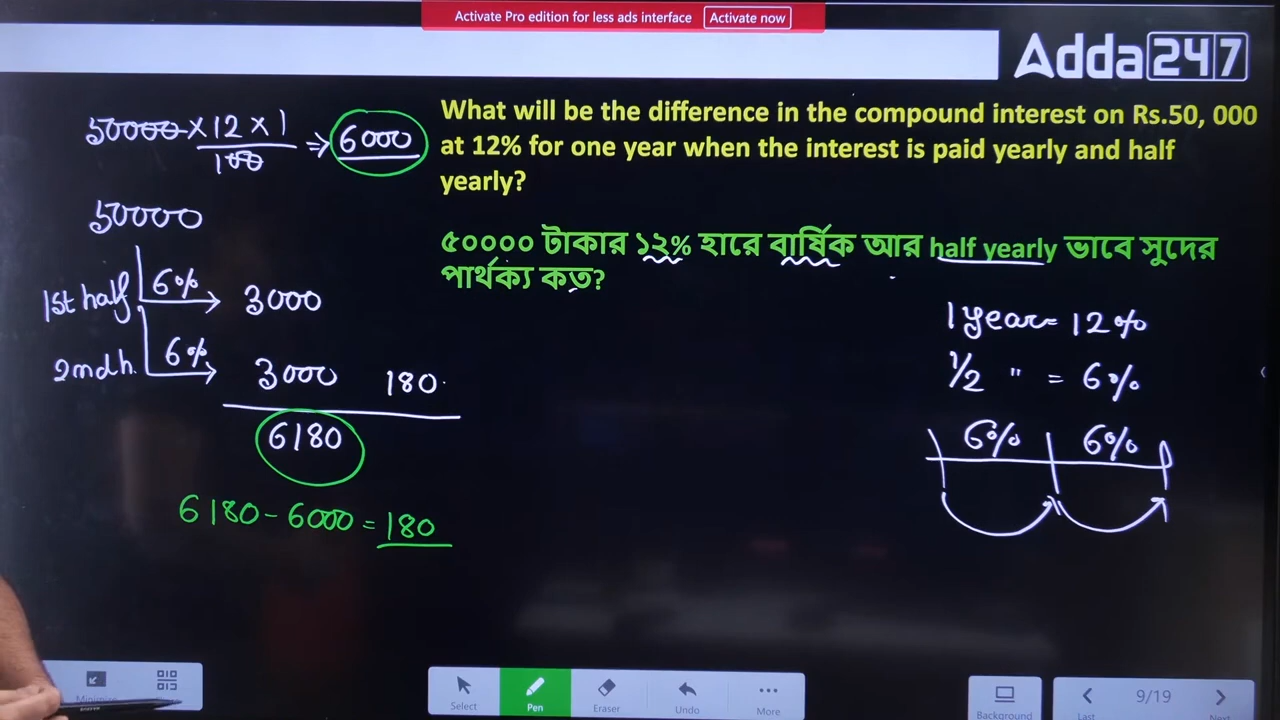 Activate Pro edition for less ads interface Activate now
Adda247
What will be the difference in the compound interest on Rs.50, 000
at 12% for one year when the interest is paid yearly and half
yearly?
৫০০০০ টাকার ১২% হারে বার্ষিক আর half yearly ভাবে সুদের
পার্থক্য কত?
50000 × 12 × 1
100
⇒ 6000
50000
1st half 6% 3000
2nd h. 6% 3000 180
6180
6180 - 6000 = 180
1 year = 12%
1/2 " = 6%
6% 6%
Select
Pen
Eraser
Undo
More
Background
Last
9/19
Next